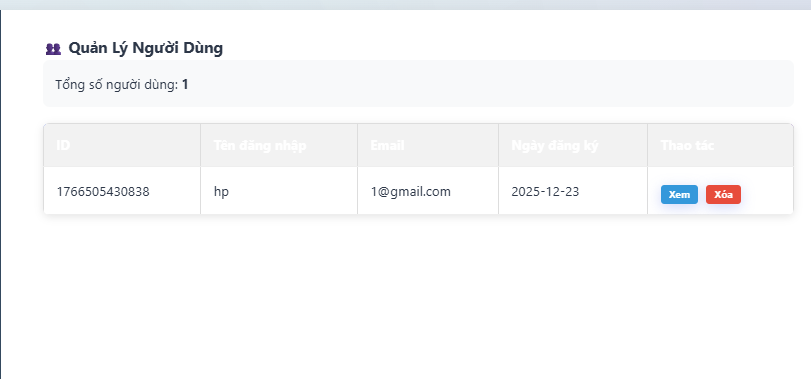 Quản Lý Người Dùng
Tổng số người dùng: 1
ID Tên đăng nhập Email Ngày đăng ký Thao tác
1766505430838 hp 1@gmail.com 2025-12-23 Xem Xóa